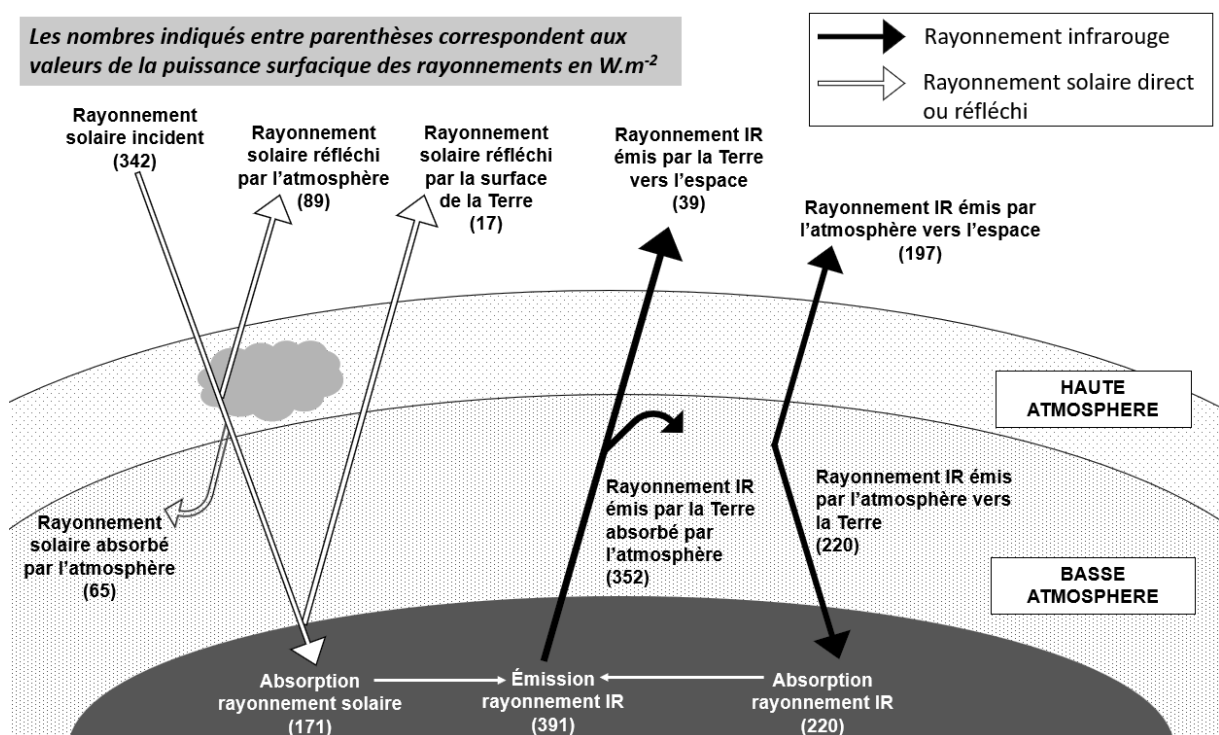 Les nombres indiqués entre parenthèses correspondent aux
valeurs de la puissance surfacique des rayonnements en W.m⁻²
Rayonnement infrarouge
Rayonnement solaire direct
ou réfléchi
Rayonnement
solaire incident
(342)
Rayonnement
solaire réfléchi
par l'atmosphère
(89)
Rayonnement
solaire réfléchi
par la surface
de la Terre
(17)
Rayonnement IR
émis par la Terre
vers l'espace
(39)
Rayonnement IR émis par
l'atmosphère vers l'espace
(197)
HAUTE
ATMOSPHERE
Rayonnement
solaire absorbé
par l'atmosphère
(65)
Rayonnement IR
émis par la Terre
absorbé par
l'atmosphère
(352)
Rayonnement IR émis
par l'atmosphère vers
la Terre
(220)
BASSE
ATMOSPHERE
Absorption
rayonnement solaire
(171)
Émission
rayonnement IR
(391)
Absorption
rayonnement IR
(220)